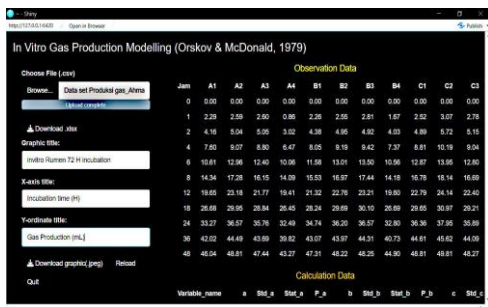 ~ - Shiny
http://127.0.0.1:6620 Open in Browser Publish
In Vitro Gas Production Modelling (Orskov & McDonald, 1979)
Choose File (.csv)
Browse... Data set Produksi gas_Ahma
Upload complete
Download .xlsx
Graphic title:
Invitro Rumen 72 H incubation
X-axis title:
Incubation time (H)
Y-ordinate title:
Gas Production (mL)
Download graphic(.jpeg) Reload
Quit
Observation Data
Jam A1 A2 A3 A4 B1 B2 B3 B4 C1 C2 C3
0 0.00 0.00 0.00 0.00 0.00 0.00 0.00 0.00 0.00 0.00 0.00
1 2.29 2.59 2.60 0.86 2.26 2.55 2.81 1.67 2.52 3.07 2.78
2 4.16 5.04 5.05 3.02 4.38 4.95 4.92 4.03 4.89 5.72 5.15
4 7.60 9.07 8.80 6.47 8.05 9.19 9.42 7.37 8.81 10.19 9.04
6 10.61 12.96 12.40 10.06 11.58 13.01 13.50 10.56 12.87 13.95 12.80
8 14.34 17.28 16.15 14.09 15.53 16.97 17.44 14.18 16.78 18.14 16.69
12 19.65 23.18 21.77 19.41 21.32 22.76 23.21 19.60 22.79 24.14 22.40
18 26.68 29.95 28.84 26.45 28.24 29.69 30.10 26.69 29.65 30.97 29.21
24 33.27 36.57 35.76 32.49 34.74 36.20 36.57 32.80 36.36 37.95 35.89
36 42.02 44.49 43.89 39.82 43.07 43.97 44.31 40.73 44.61 45.62 44.09
48 46.04 48.81 47.44 43.27 47.31 48.22 48.25 44.90 48.81 49.81 48.27
Calculation Data
Variable_name a Std_a Stat_a P_a b Std_b Stat_b P_b c Std_c